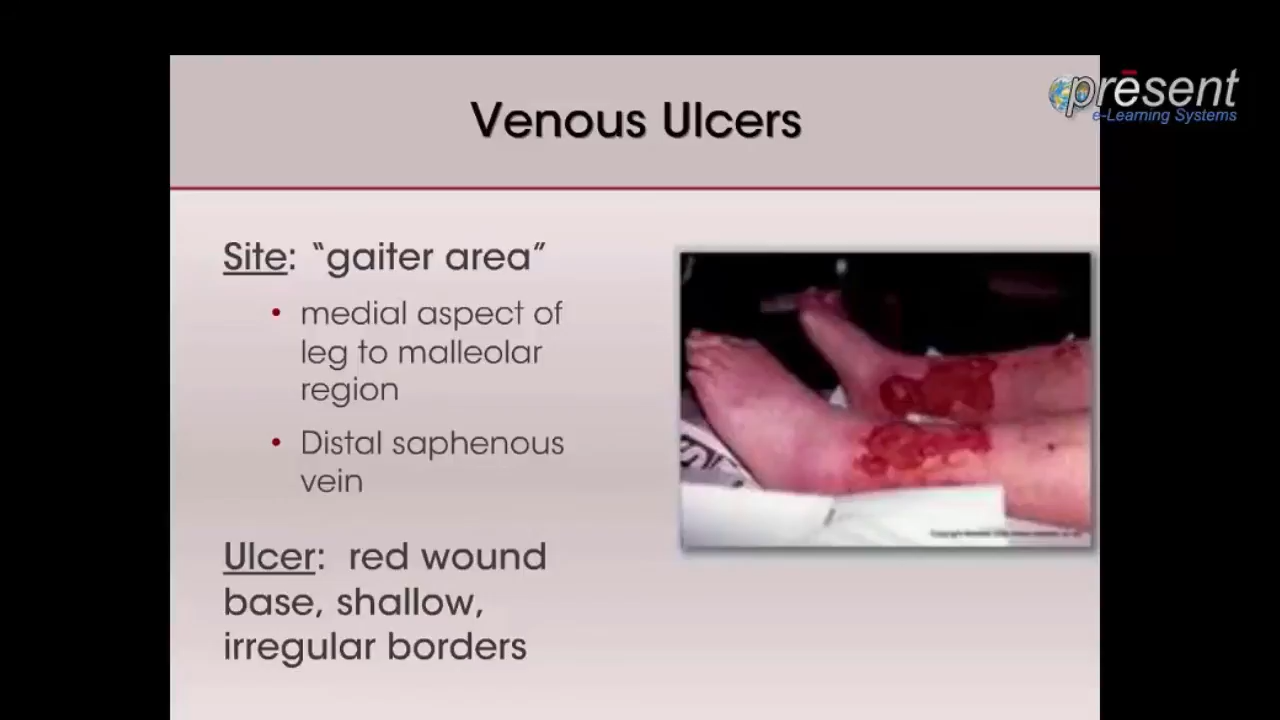 Venous Ulcers
présent
e-Learning Systems
Site: “gaiter area”
• medial aspect of
leg to malleolar
region
• Distal saphenous
vein
Ulcer: red wound
base, shallow,
irregular borders